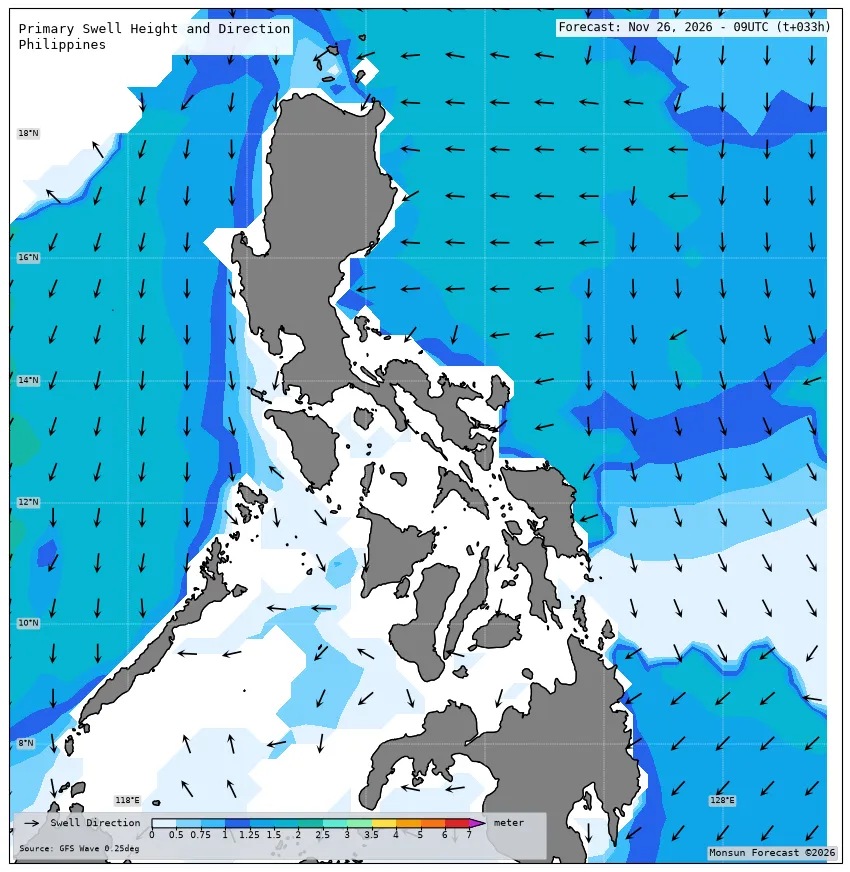 Primary Swell Height and Direction
Philippines
Forecast: Nov 26, 2026 - 09UTC (t+033h)
18°N
16°N
14°N
12°N
10°N
8°N
118°E
128°E
Swell Direction
0 0.5 0.75 1 1.25 1.5 2 2.5 3 3.5 4 5 6 7
meter
Source: GFS Wave 0.25deg
Monsun Forecast ©2026